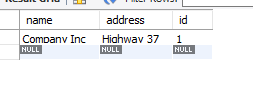 Result Grid Filter Rows:
name address id
Company Inc Highway 37 1
NULL NULL NULL